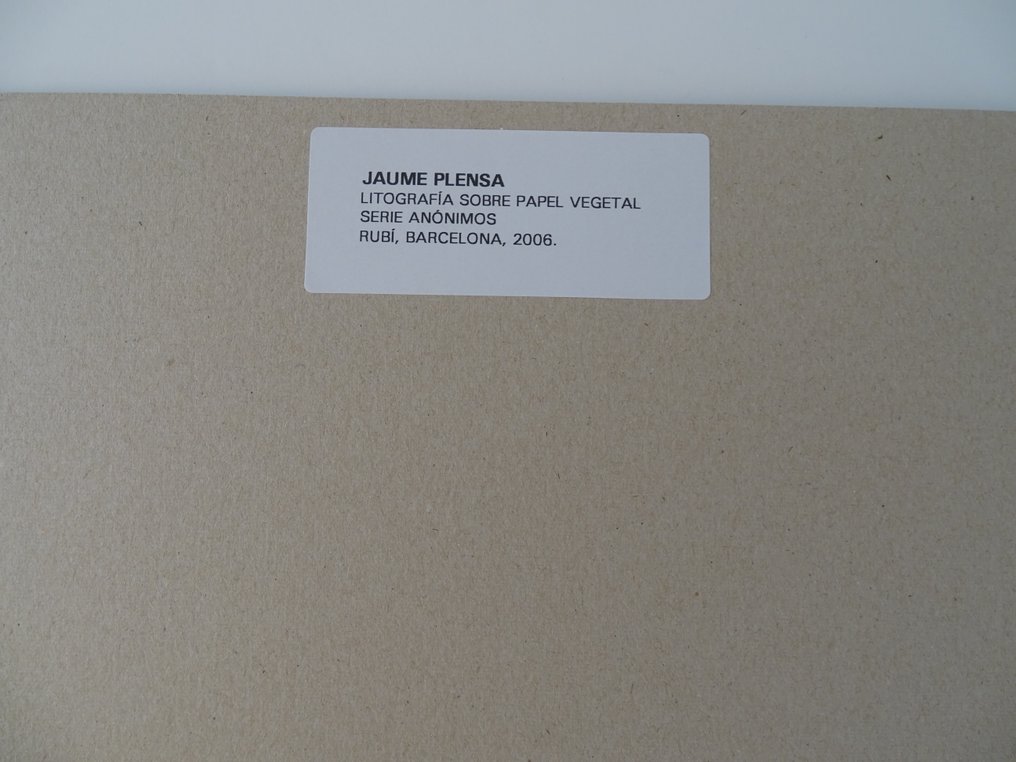 JAUME PLENSA
LITOGRAFÍA SOBRE PAPEL VEGETAL
SERIE ANÓNIMOS
RUBÍ, BARCELONA, 2006.